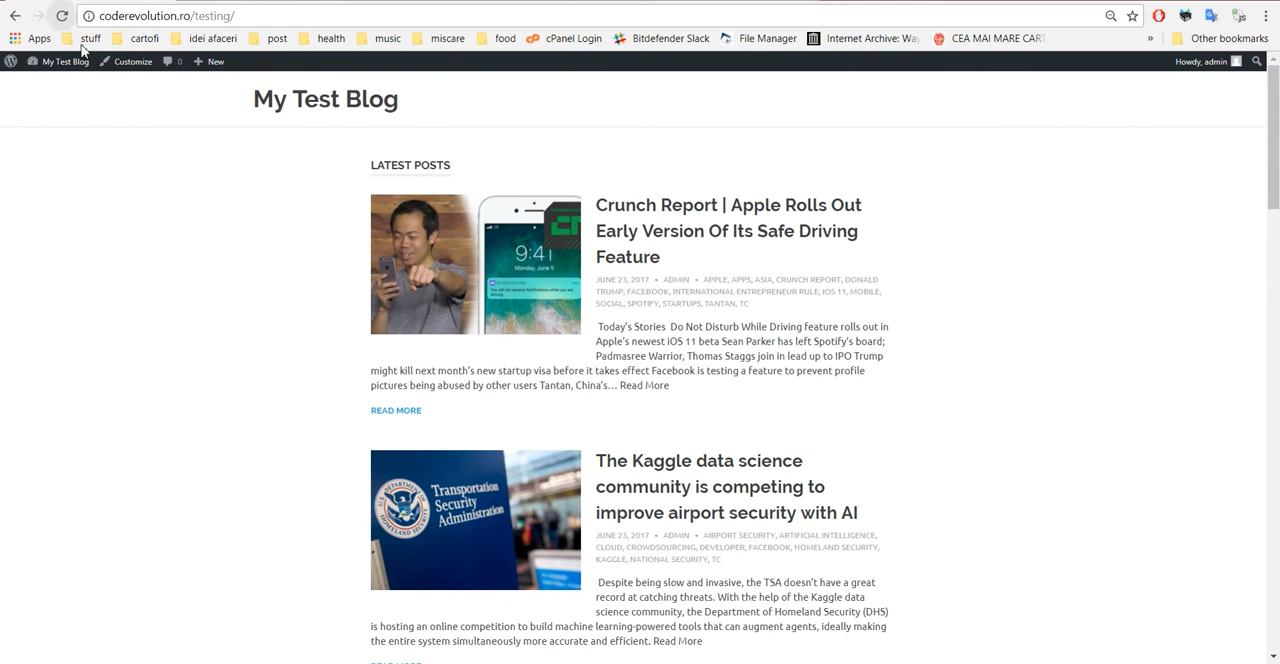 coderevolution.ro/testing/
Apps stuff cartofi idei afaceri post health music miscare food cPanel Login Bitdefender Slack File Manager Internet Archive: Way CEA MAI MARE CART » Other bookmarks
My Test Blog Customize 0 New Howdy, admin
My Test Blog
LATEST POSTS
Crunch Report | Apple Rolls Out
Early Version Of Its Safe Driving
Feature
JUNE 23, 2017 • ADMIN • APPLE, APPS, ASIA, CRUNCH REPORT, DONALD
TRUMP, FACEBOOK, INTERNATIONAL ENTREPRENEUR RULE, IOS 11, MOBILE,
SOCIAL, SPOTIFY, STARTUPS, TANTAN, TC
9:41
Monday, June 5
Today's Stories Do Not Disturb While Driving feature rolls out in
Apple's newest iOS 11 beta Sean Parker has left Spotify's board;
Padmasree Warrior, Thomas Staggs join in lead up to IPO Trump
might kill next month's new startup visa before it takes effect Facebook is testing a feature to prevent profile
pictures being abused by other users Tantan, China's… Read More
READ MORE
The Kaggle data science
community is competing to
improve airport security with AI
JUNE 23, 2017 • ADMIN • AIRPORT SECURITY, ARTIFICIAL INTELLIGENCE,
CLOUD, CROWDSOURCING, DEVELOPER, FACEBOOK, HOMELAND SECURITY,
KAGGLE, NATIONAL SECURITY, TC
Transportation
Security
Administration
Despite being slow and invasive, the TSA doesn't have a great
record at catching threats. With the help of the Kaggle data
science community, the Department of Homeland Security (DHS)
is hosting an online competition to build machine learning-powered tools that can augment agents, ideally making
the entire system simultaneously more accurate and efficient. Read More